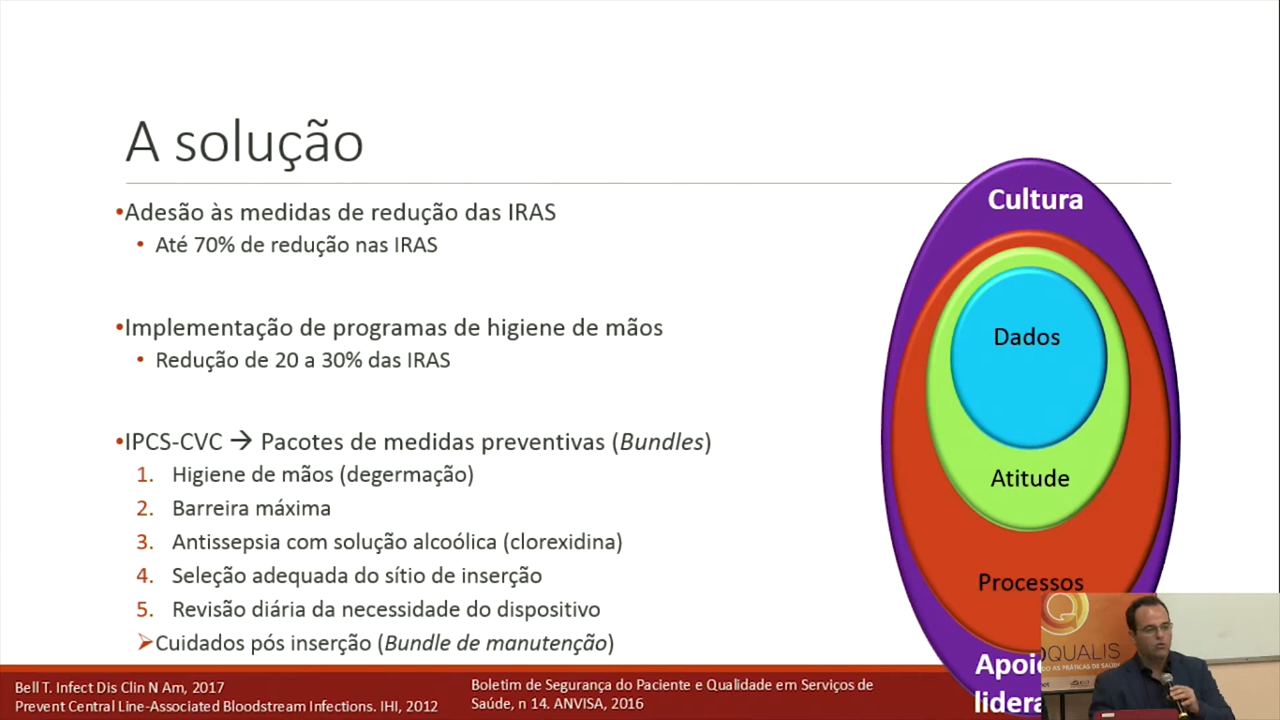 A solução
•Adesão às medidas de redução das IRAS
• Até 70% de redução nas IRAS
•Implementação de programas de higiene de mãos
• Redução de 20 a 30% das IRAS
•IPCS-CVC → Pacotes de medidas preventivas (Bundles)
1. Higiene de mãos (degermação)
2. Barreira máxima
3. Antissepsia com solução alcoólica (clorexidina)
4. Seleção adequada do sítio de inserção
5. Revisão diária da necessidade do dispositivo
➢Cuidados pós inserção (Bundle de manutenção)
Cultura
Dados
Atitude
Processos
Bell T. Infect Dis Clin N Am, 2017
Prevent Central Line-Associated Bloodstream Infections. IHI, 2012
Boletim de Segurança do Paciente e Qualidade em Serviços de
Saúde, n 14. ANVISA, 2016
QUALIS
AS PRÁTICAS DE SAÚDE